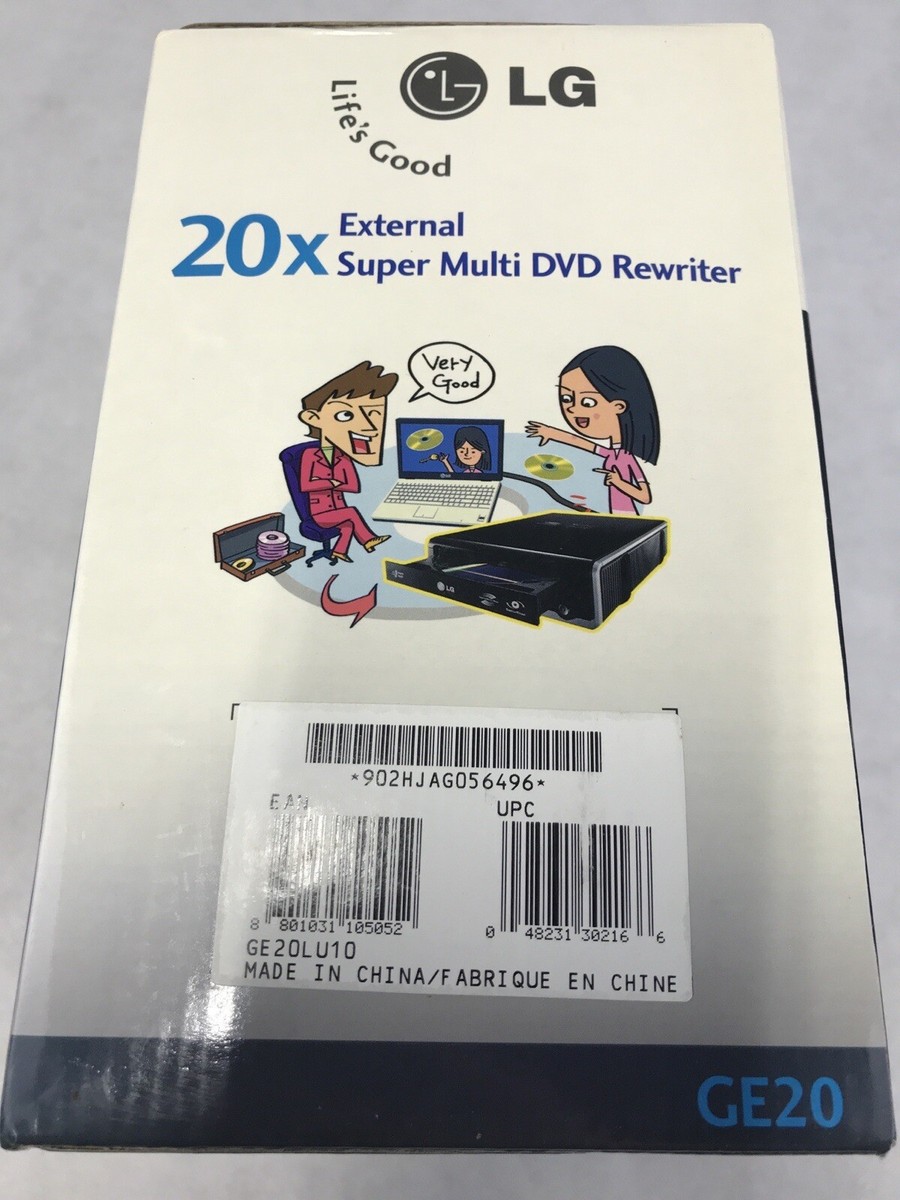 Life's Good
LG
20x External
Super Multi DVD Rewriter
Very
Good
LG
*902HJAG056496*
EAN UPC
8 801031 105052 0 48231 30216 6
GE20LU10
MADE IN CHINA/FABRIQUE EN CHINE
GE20